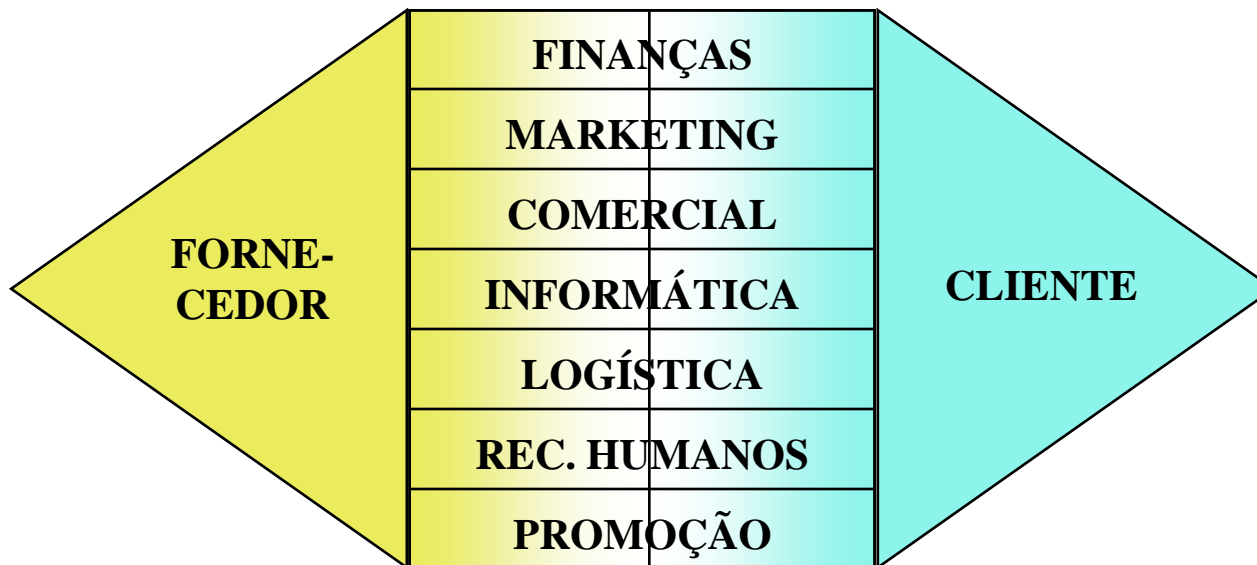 FINANÇAS
MARKETING
COMERCIAL
FORNE-
CEDOR
INFORMÁTICA
CLIENTE
LOGÍSTICA
REC. HUMANOS
PROMOÇÃO